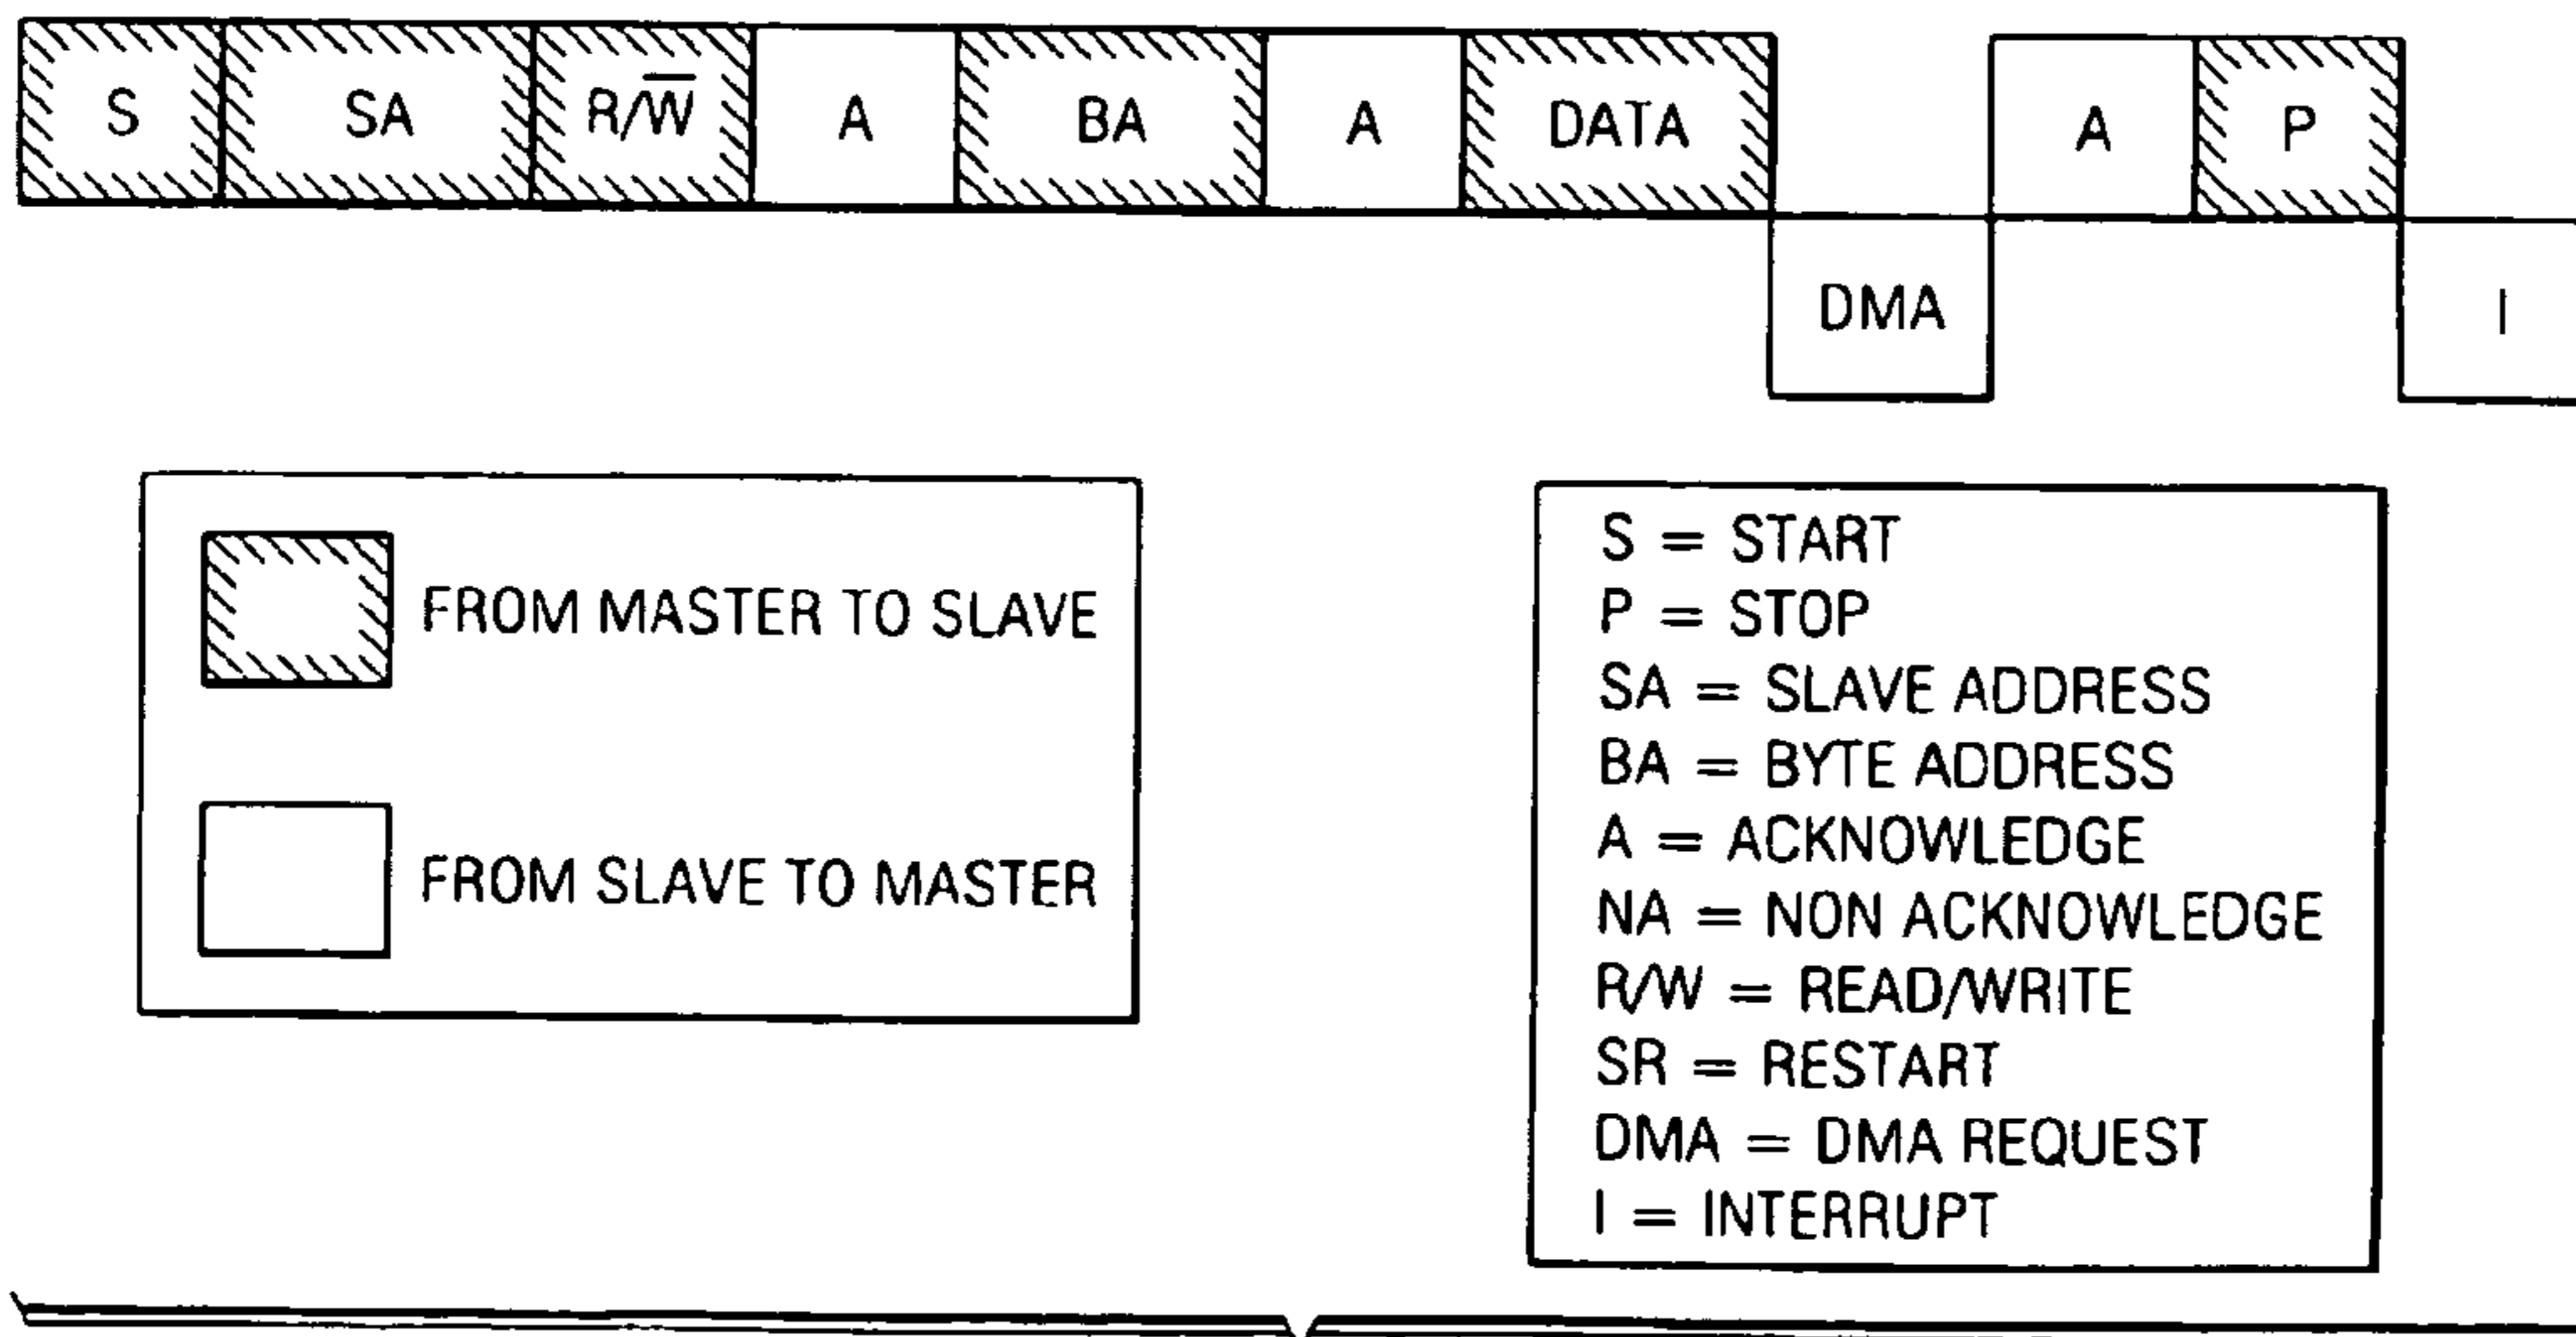 S SA R/W̅ A BA A DATA A P
DMA I
FROM MASTER TO SLAVE
FROM SLAVE TO MASTER
S = START
P = STOP
SA = SLAVE ADDRESS
BA = BYTE ADDRESS
A = ACKNOWLEDGE
NA = NON ACKNOWLEDGE
R/W = READ/WRITE
SR = RESTART
DMA = DMA REQUEST
I = INTERRUPT